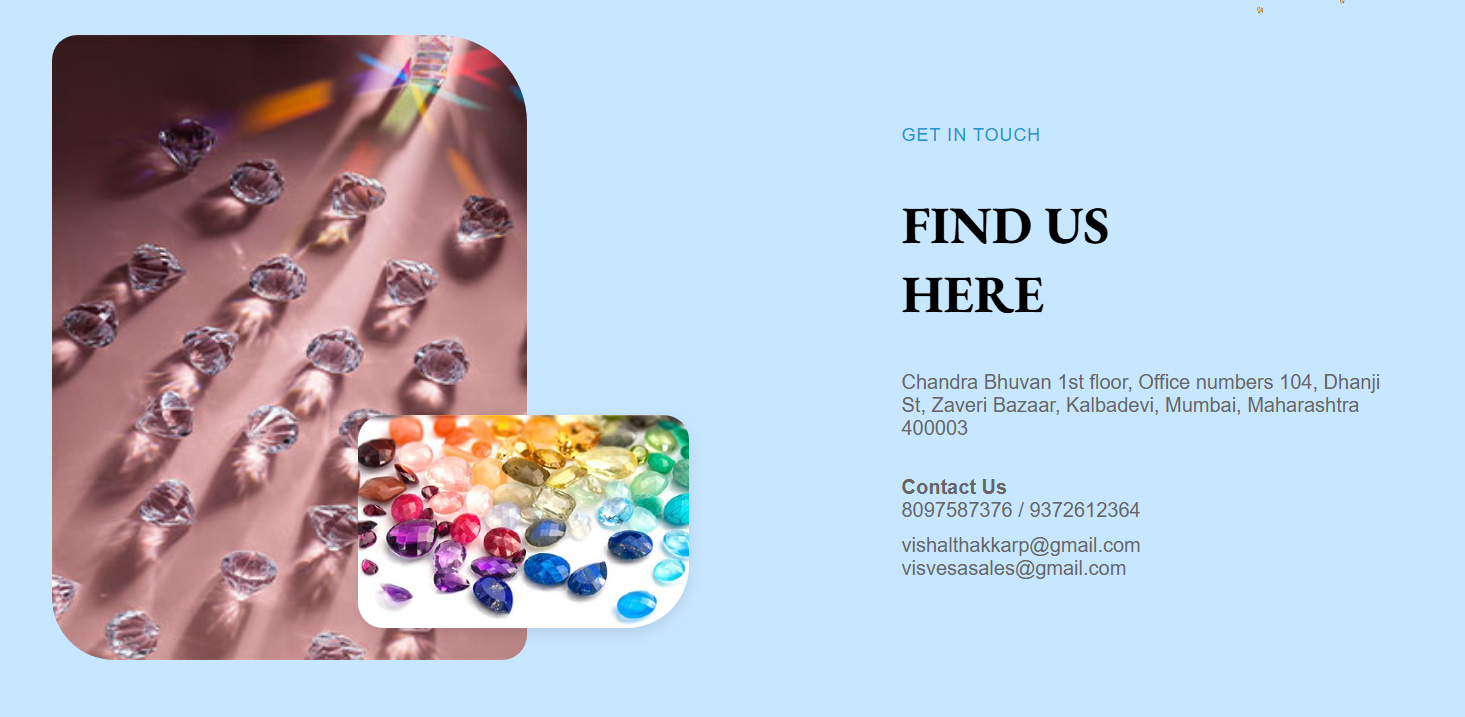 GET IN TOUCH
FIND US
HERE
Chandra Bhuvan 1st floor, Office numbers 104, Dhanji
St, Zaveri Bazaar, Kalbadevi, Mumbai, Maharashtra
400003
Contact Us
8097587376 / 9372612364
vishalthakkarp@gmail.com
visvesasales@gmail.com